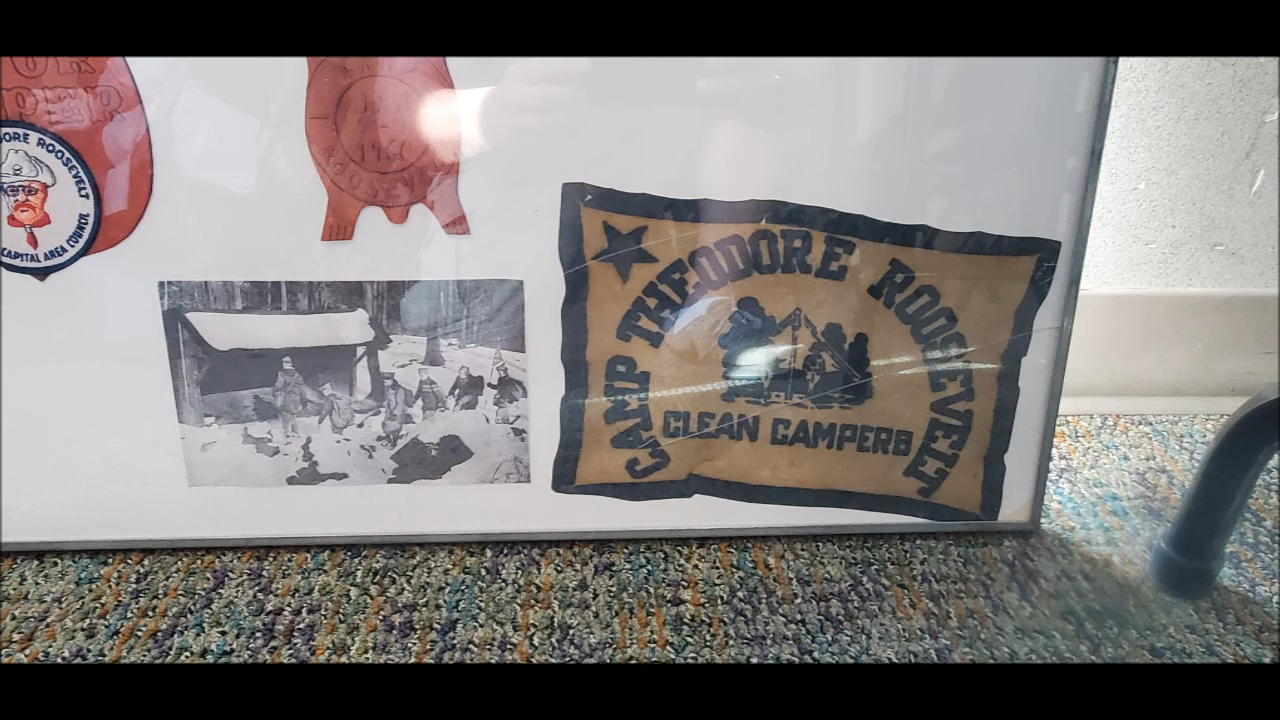 DORE ROOSEVELT
CAPITAL AREA COUNCIL
CAMP THEODORE ROOSEVELT
CLEAN CAMPERS